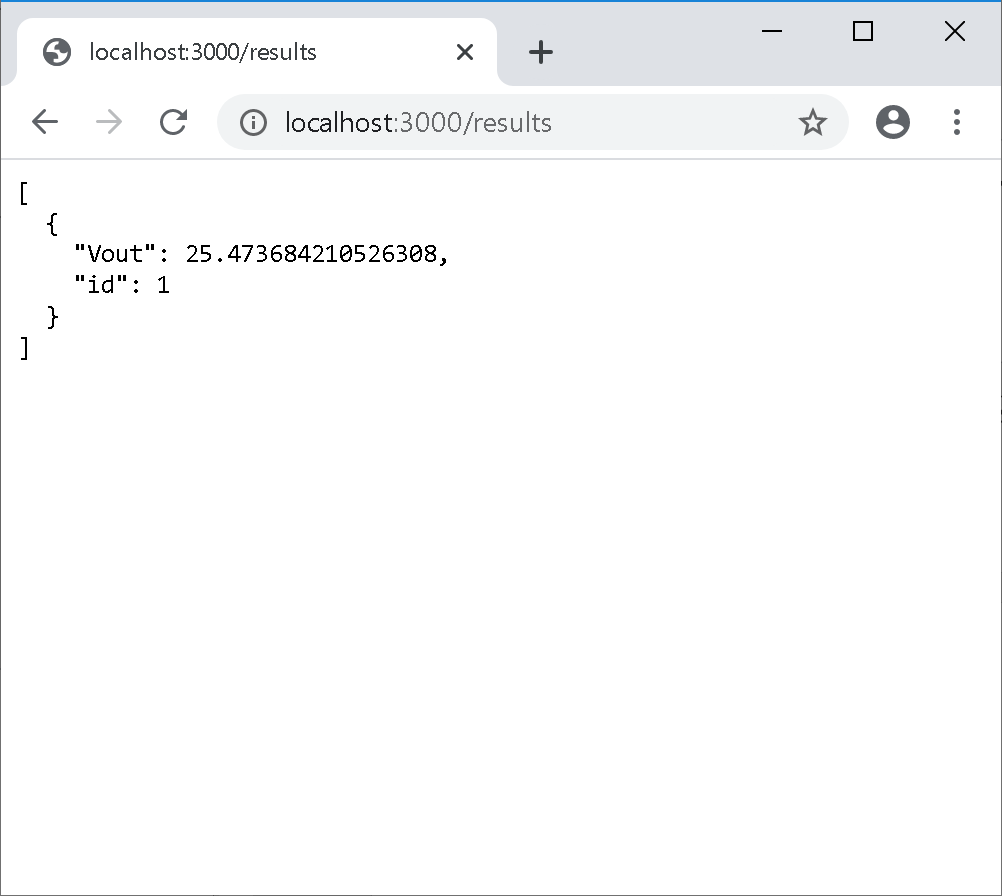 localhost:3000/results
localhost:3000/results
[
  {
    "Vout": 25.473684210526308,
    "id": 1
  }
]